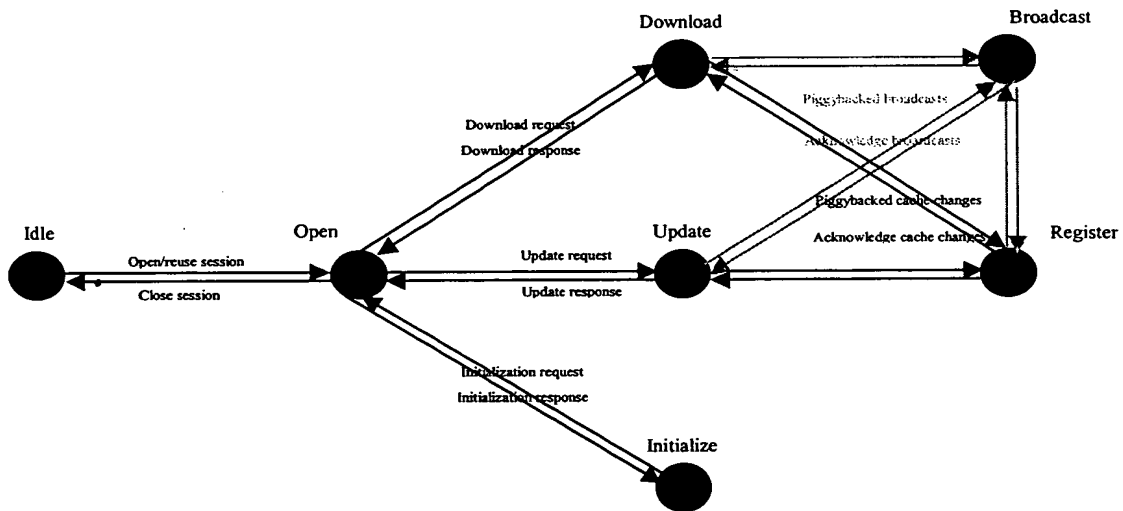 Download
Broadcast
Piggybacked broadcasts
Download request
Acknowledge broadcasts
Download response
Piggybacked cache changes
Idle
Open
Update
Acknowledge cache changes
Register
Open/reuse session
Update request
Close session
Update response
Initialization request
Initialization response
Initialize